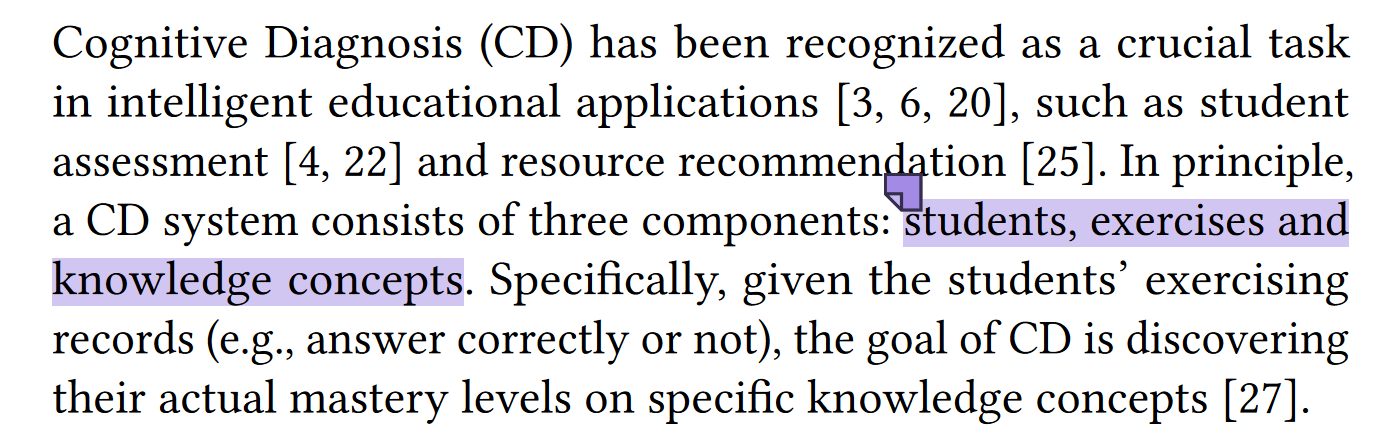 Cognitive Diagnosis (CD) has been recognized as a crucial task
in intelligent educational applications [3, 6, 20], such as student
assessment [4, 22] and resource recommendation [25]. In principle,
a CD system consists of three components: students, exercises and
knowledge concepts. Specifically, given the students’ exercising
records (e.g., answer correctly or not), the goal of CD is discovering
their actual mastery levels on specific knowledge concepts [27].